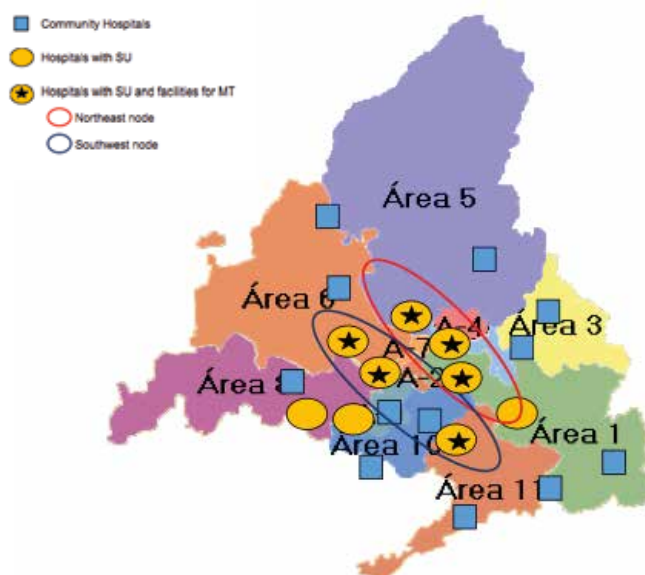 Community Hospitals
Hospitals with SU
Hospitals with SU and facilities for MT
Northeast node
Southwest node
Área 5
Área 6
A-4
Área 3
A-7
A-2
Área 8
Área 10
Área 1
Área 11